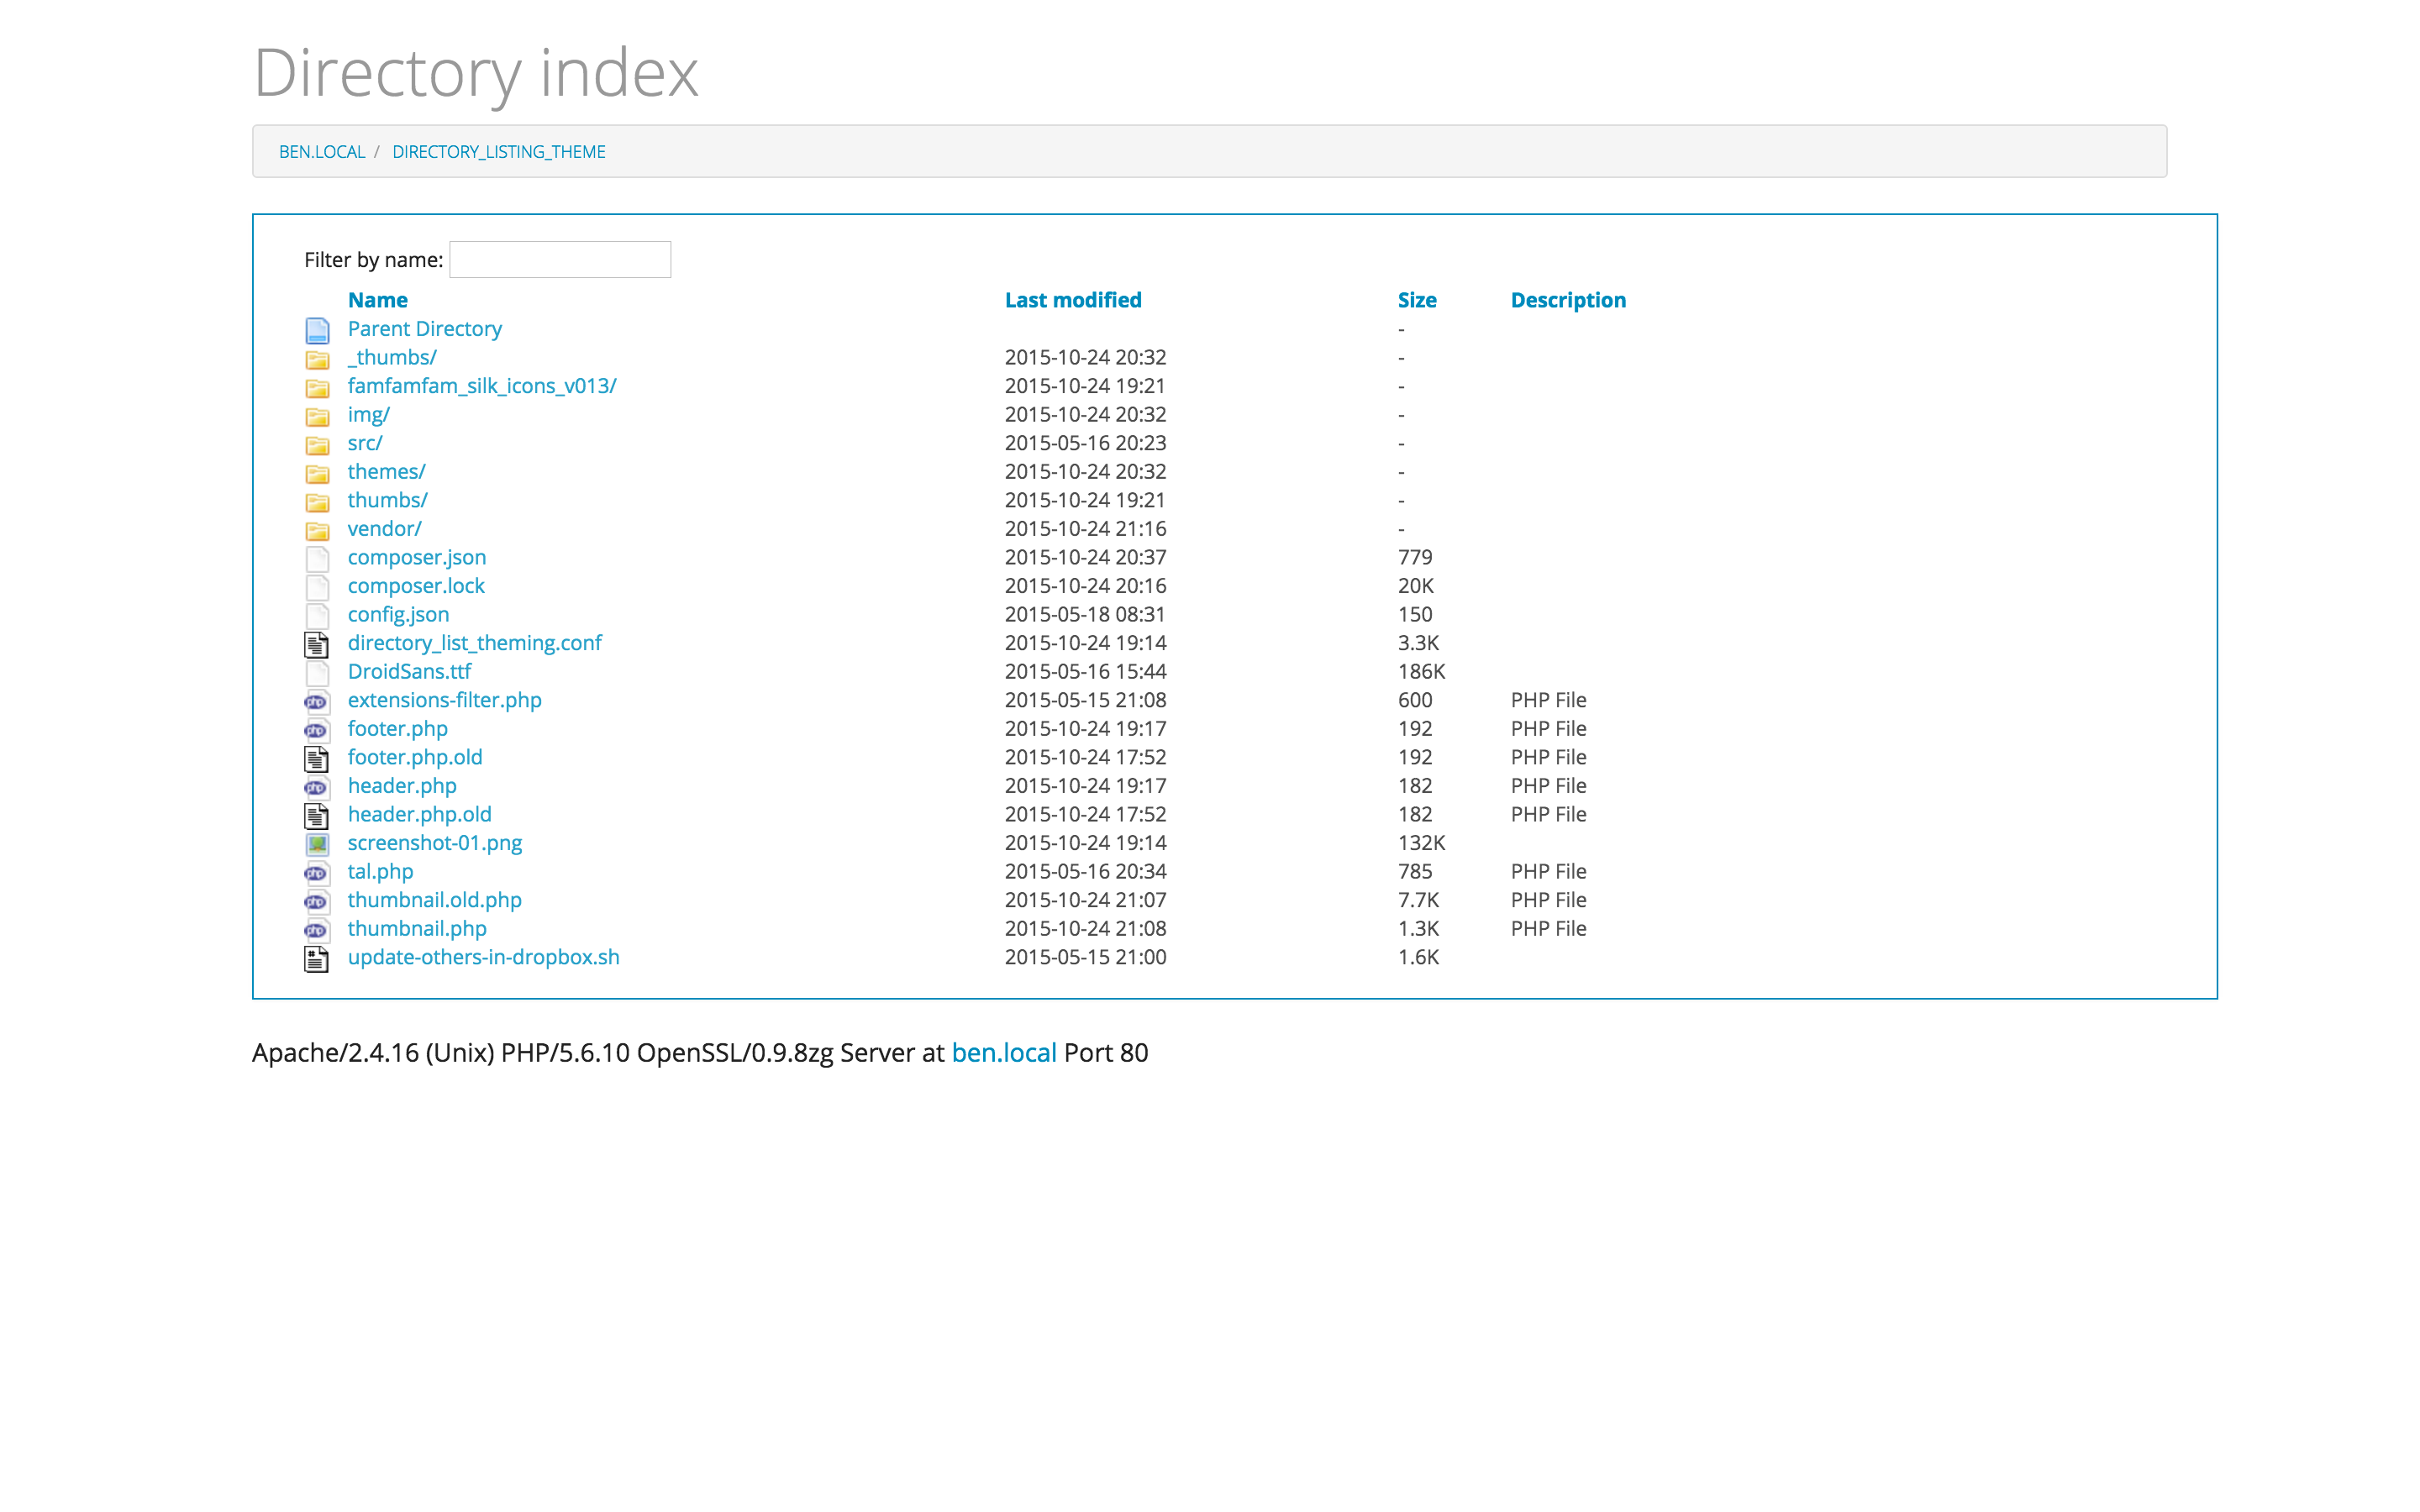 Directory index
BEN.LOCAL / DIRECTORY_LISTING_THEME
Filter by name:
Name Last modified Size Description
Parent Directory -
_thumbs/ 2015-10-24 20:32 -
famfamfam_silk_icons_v013/ 2015-10-24 19:21 -
img/ 2015-10-24 20:32 -
src/ 2015-05-16 20:23 -
themes/ 2015-10-24 20:32 -
thumbs/ 2015-10-24 19:21 -
vendor/ 2015-10-24 21:16 -
composer.json 2015-10-24 20:37 779
composer.lock 2015-10-24 20:16 20K
config.json 2015-05-18 08:31 150
directory_list_theming.conf 2015-10-24 19:14 3.3K
DroidSans.ttf 2015-05-16 15:44 186K
php extensions-filter.php 2015-05-15 21:08 600 PHP File
php footer.php 2015-10-24 19:17 192 PHP File
footer.php.old 2015-10-24 17:52 192 PHP File
php header.php 2015-10-24 19:17 182 PHP File
header.php.old 2015-10-24 17:52 182 PHP File
screenshot-01.png 2015-10-24 19:14 132K
php tal.php 2015-05-16 20:34 785 PHP File
php thumbnail.old.php 2015-10-24 21:07 7.7K PHP File
php thumbnail.php 2015-10-24 21:08 1.3K PHP File
update-others-in-dropbox.sh 2015-05-15 21:00 1.6K
Apache/2.4.16 (Unix) PHP/5.6.10 OpenSSL/0.9.8zg Server at ben.local Port 80